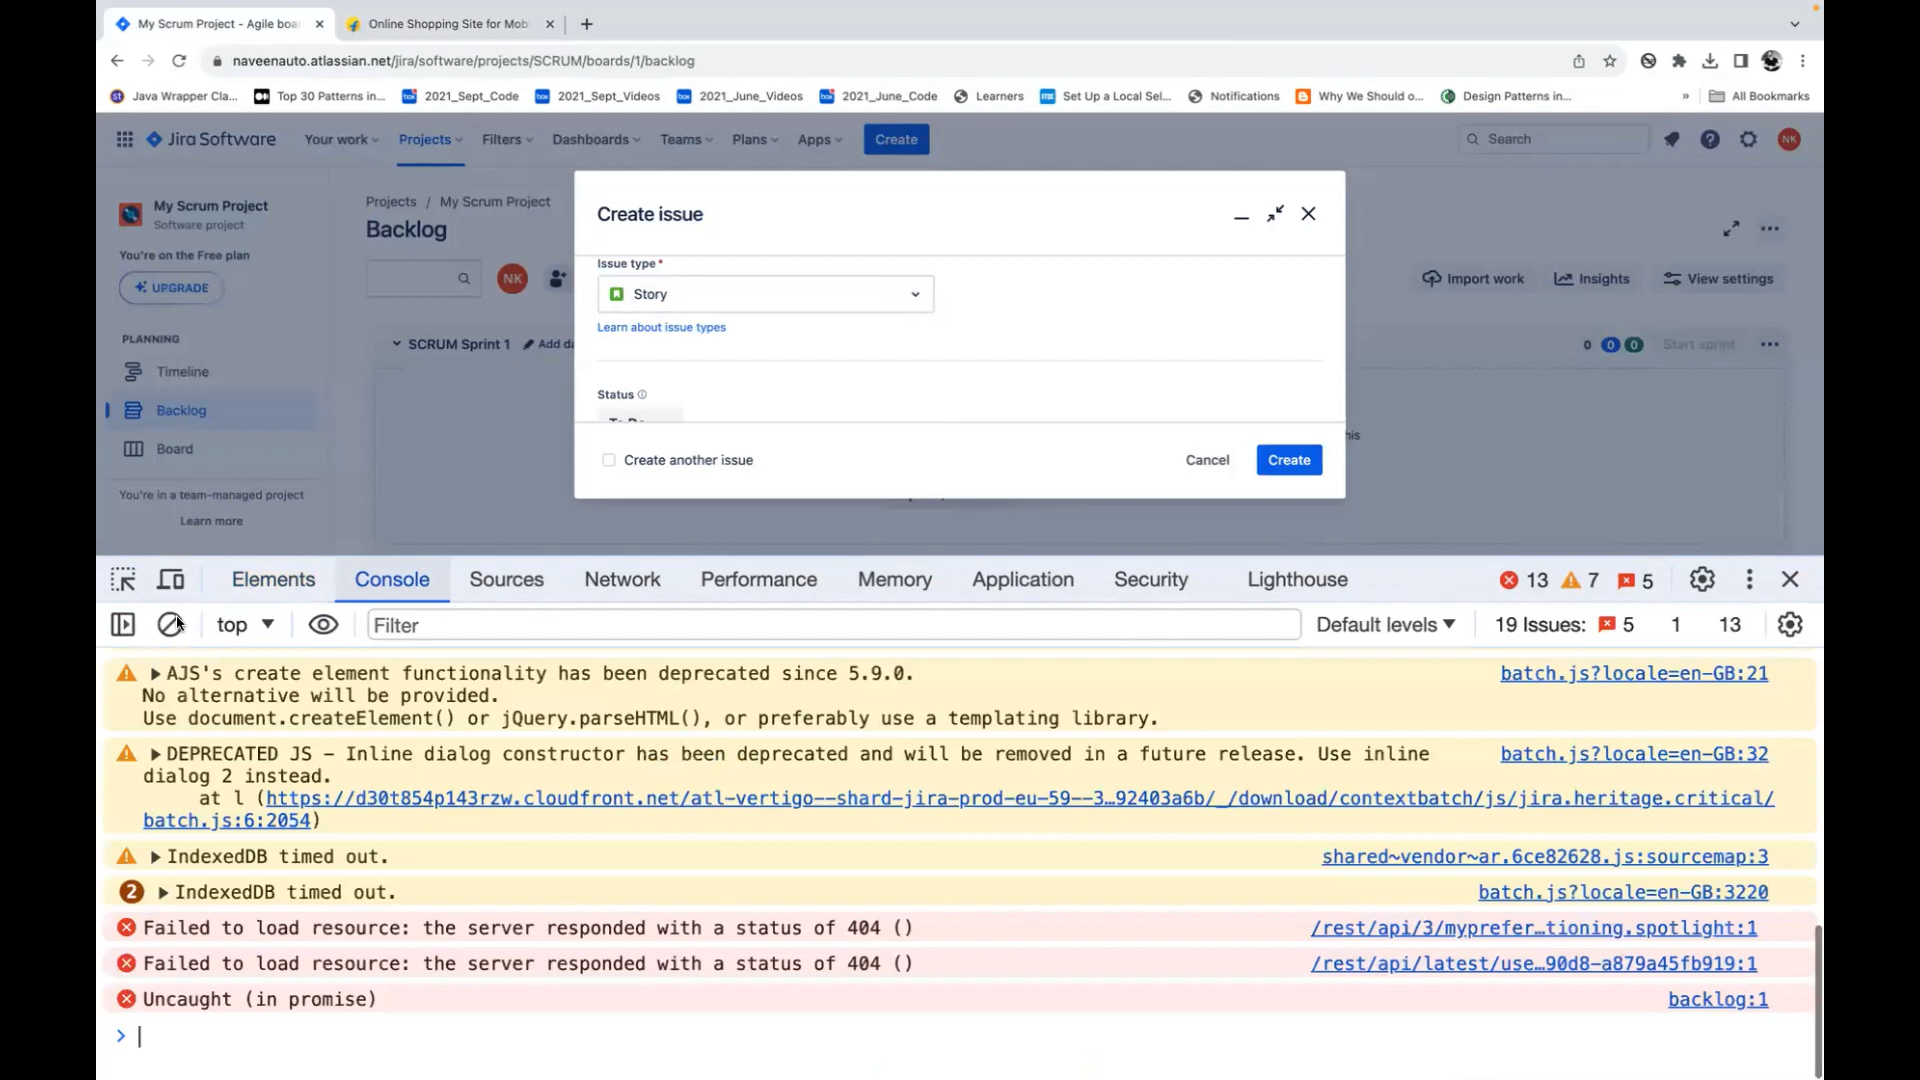 My Scrum Project - Agile boa
Online Shopping Site for Mob
naveenauto.atlassian.net/jira/software/projects/SCRUM/boards/1/backlog
Java Wrapper Cla...
Top 30 Patterns in...
2021_Sept_Code
2021_Sept_Videos
2021_June_Videos
2021_June_Code
Learners
Set Up a Local Sel...
Notifications
Why We Should o...
Design Patterns in...
»
All Bookmarks
Jira Software
Your work
Projects
Filters
Dashboards
Teams
Plans
Apps
Create
Search
NK
My Scrum Project
Software project
You're on the Free plan
UPGRADE
PLANNING
Timeline
Backlog
Board
You're in a team-managed project
Learn more
Projects / My Scrum Project
Backlog
NK
Import work
Insights
View settings
SCRUM Sprint 1
Add da
0 0 0
Start sprint
his
Create issue
Issue type *
Story
Learn about issue types
Status
Create another issue
Cancel
Create
Elements
Console
Sources
Network
Performance
Memory
Application
Security
Lighthouse
13 7 5
top
Filter
Default levels
19 Issues: 5 1 13
AJS's create element functionality has been deprecated since 5.9.0. batch.js?locale=en-GB:21
No alternative will be provided.
Use document.createElement() or jQuery.parseHTML(), or preferably use a templating library.
DEPRECATED JS - Inline dialog constructor has been deprecated and will be removed in a future release. Use inline batch.js?locale=en-GB:32
dialog 2 instead.
at l (https://d30t854p143rzw.cloudfront.net/atl-vertigo--shard-jira-prod-eu-59--3…92403a6b/_/download/contextbatch/js/jira.heritage.critical/
batch.js:6:2054)
IndexedDB timed out. shared~vendor~ar.6ce82628.js:sourcemap:3
2 IndexedDB timed out. batch.js?locale=en-GB:3220
Failed to load resource: the server responded with a status of 404 () /rest/api/3/myprefer…tioning.spotlight:1
Failed to load resource: the server responded with a status of 404 () /rest/api/latest/use…90d8-a879a45fb919:1
Uncaught (in promise) backlog:1